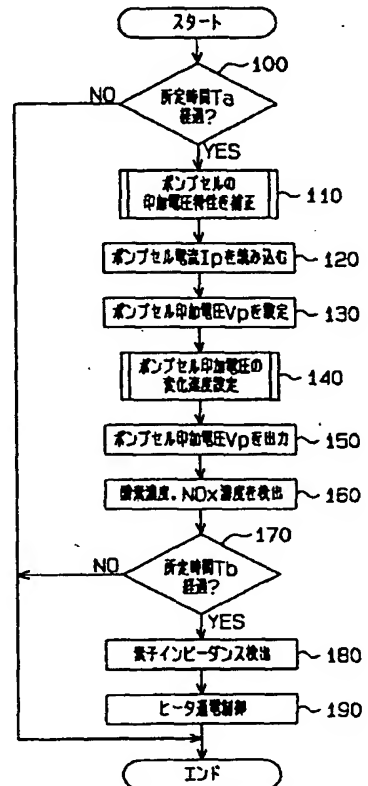 スタート
100
所定時間Ta
経過?
NO
YES
ポンプセルの
印加電圧特性を補正
110
ポンプセル電流Ipを読み込む
120
ポンプセル印加電圧Vpを設定
130
ポンプセル印加電圧の
変化速度設定
140
ポンプセル印加電圧Vpを出力
150
酸素濃度.NOx濃度を検出
160
170
所定時間Tb
経過?
NO
YES
素子インピーダンス検出
180
ヒータ通電制御
190
エンド